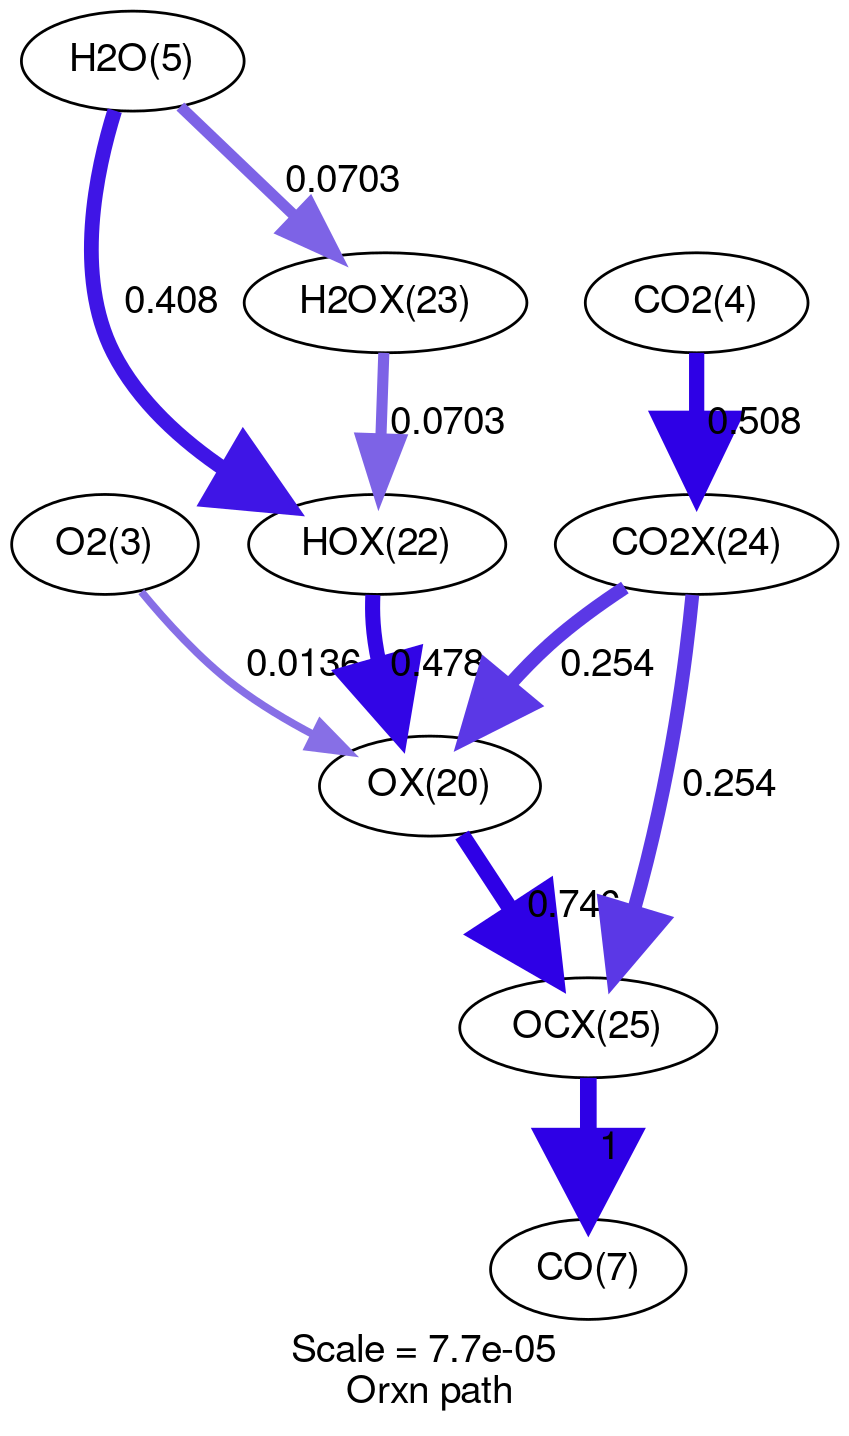 H2O(5)
0.0703
0.408
H2OX(23)
CO2(4)
0.0703
0.508
O2(3)
HOX(22)
CO2X(24)
0.0136
0.478
0.254
0.254
OX(20)
OCX(25)
1
CO(7)
Scale = 7.7e-05
Orxn path